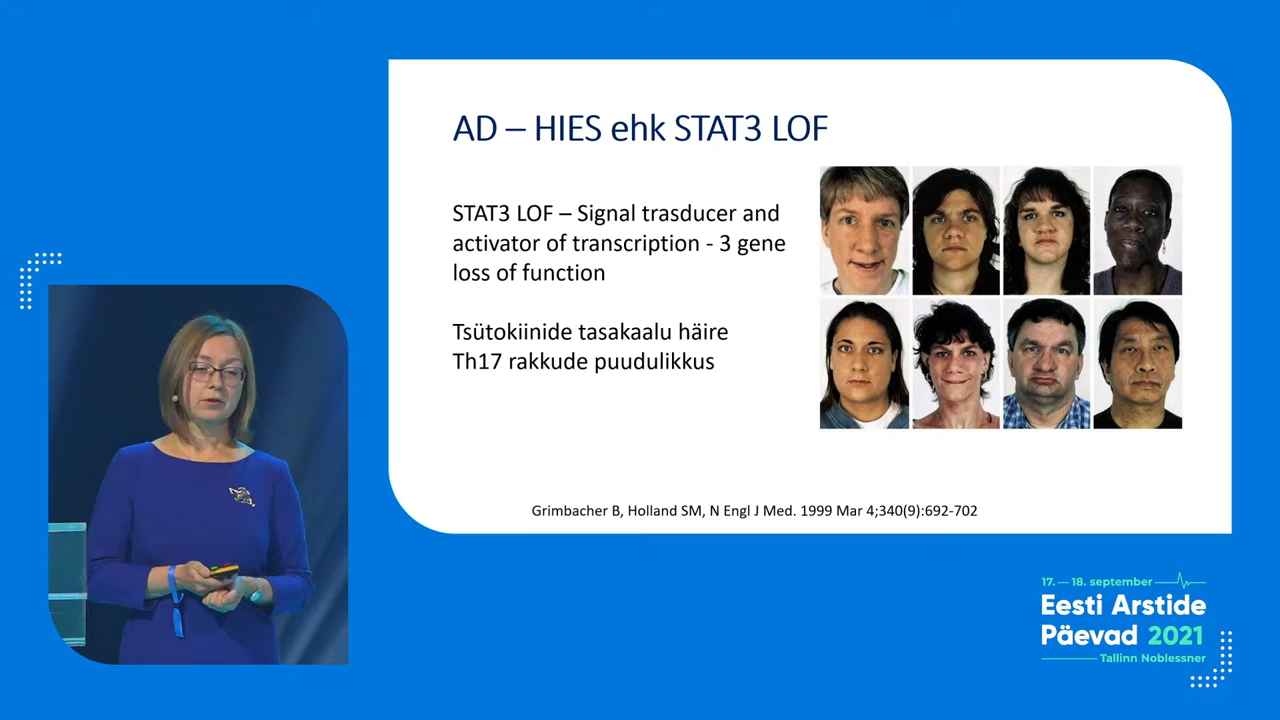 AD – HIES ehk STAT3 LOF
STAT3 LOF – Signal trasducer and
activator of transcription - 3 gene
loss of function
Tsütokiinide tasakaalu häire
Th17 rakkude puudulikkus
Grimbacher B, Holland SM, N Engl J Med. 1999 Mar 4;340(9):692-702
17. — 18. september
Eesti Arstide
Päevad 2021
Tallinn Noblessner